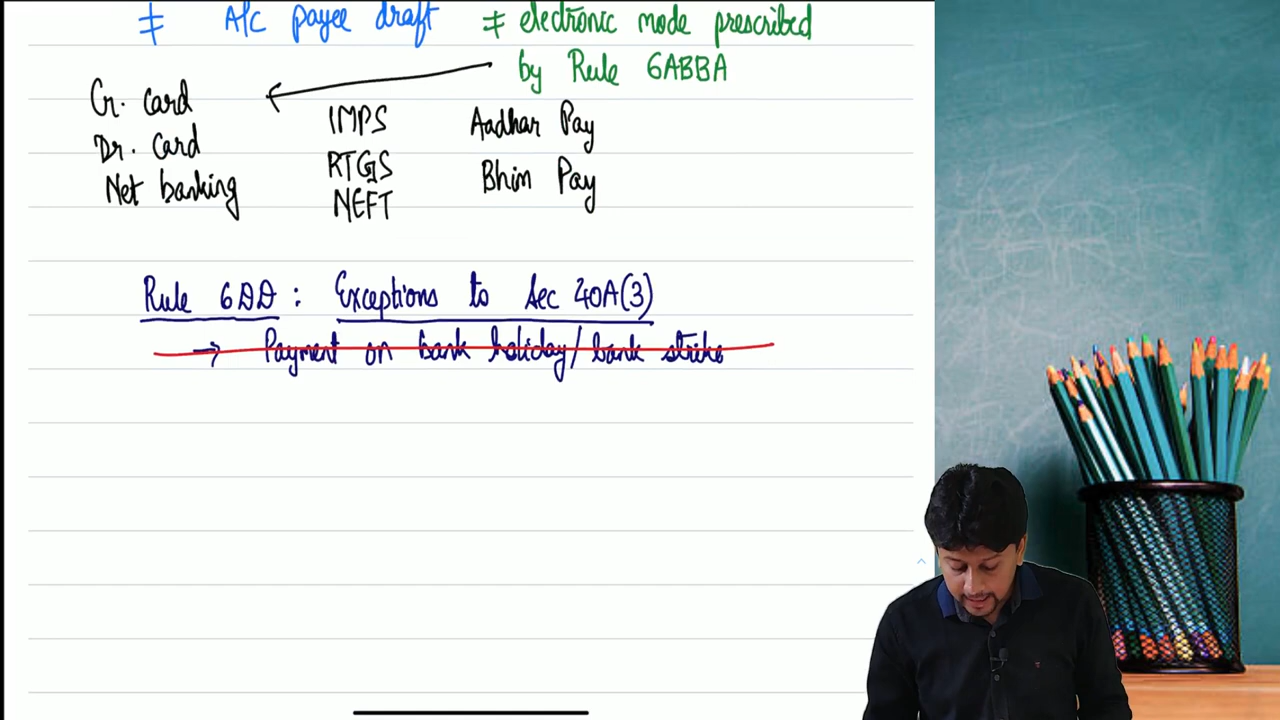 ≠ A/c payee draft ≠ electronic mode prescribed
by Rule 6ABBA
Cr. card
Dr. Card
Net banking
IMPS
RTGS
NEFT
Aadhar Pay
Bhim Pay
Rule 6DD : Exceptions to Sec 40A(3)
→ Payment on bank holiday / bank strike